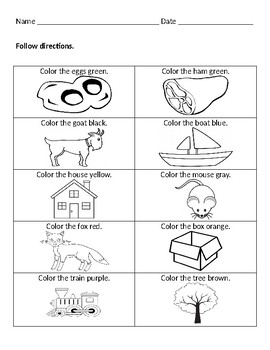 Name ____________________________ Date ________________
Follow directions.
Color the eggs green. Color the ham green.
Color the goat black. Color the boat blue.
Color the house yellow. Color the mouse gray.
Color the fox red. Color the box orange.
Color the train purple. Color the tree brown.